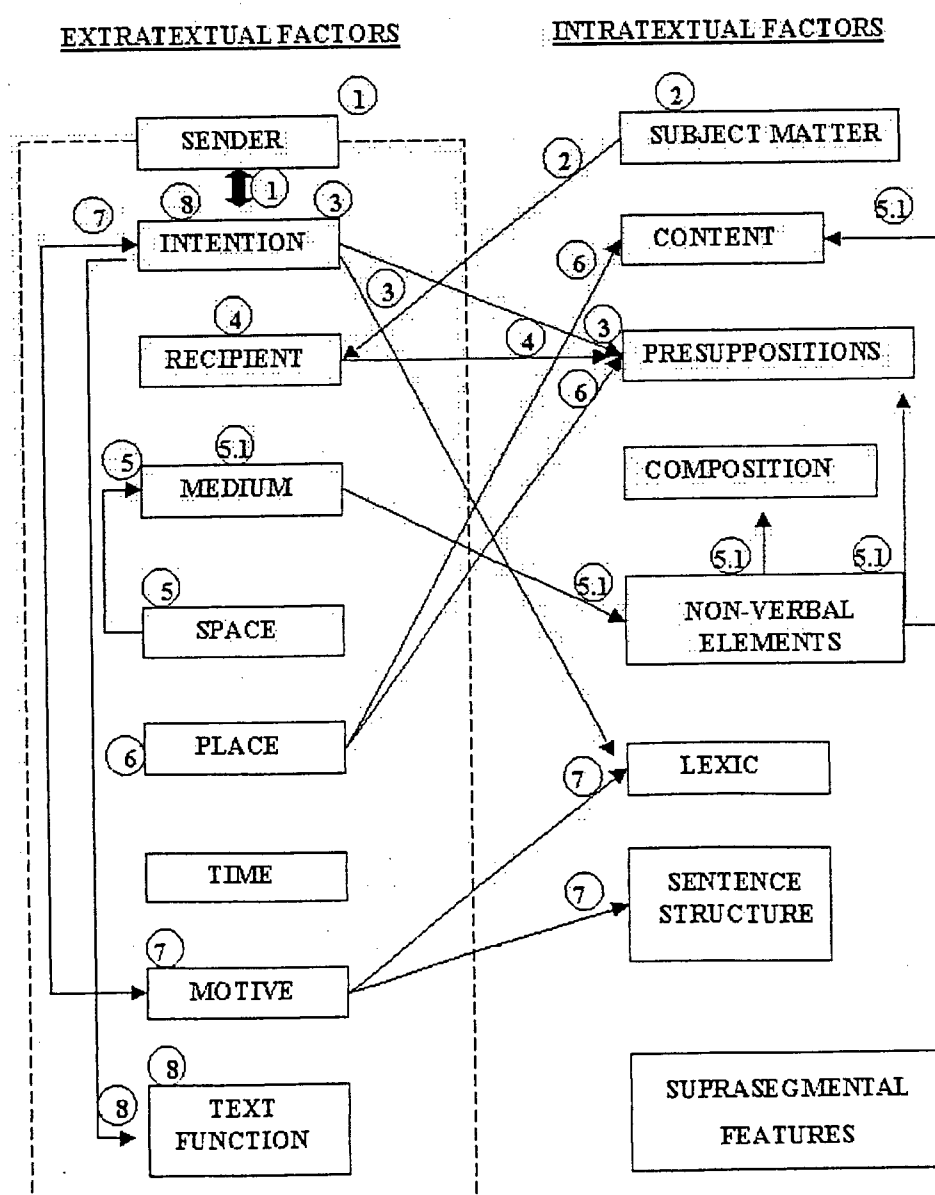 EXTRATEXTUAL FACTORS
INTRATEXTUAL FACTORS
1
2
SENDER
SUBJECT MATTER
2
1
7
8
3
5.1
INTENTION
CONTENT
6
3
4
3
4
RECIPIENT
PRESUPPOSITIONS
6
5
5.1
MEDIUM
COMPOSITION
5.1
5.1
5
5.1
SPACE
NON-VERBAL
ELEMENTS
6
PLACE
LEXIC
7
TIME
SENTENCE
STRUCTURE
7
7
MOTIVE
8
8
TEXT
FUNCTION
SUPRASEGMENTAL
FEATURES